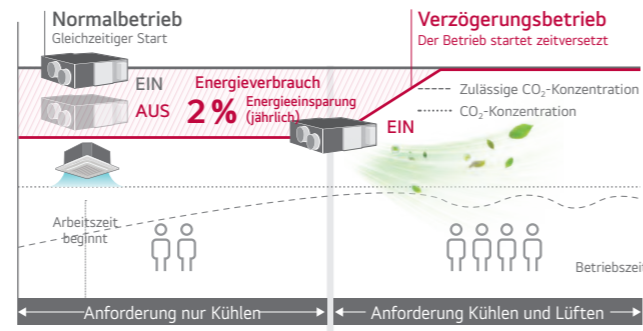 Normalbetrieb
Gleichzeitiger Start
Verzögerungsbetrieb
Der Betrieb startet zeitversetzt
EIN
AUS
Energieverbrauch
2 % Energieeinsparung
(jährlich)
EIN
Zulässige CO₂-Konzentration
CO₂-Konzentration
Arbeitszeit
beginnt
Betriebszeit
Anforderung nur Kühlen
Anforderung Kühlen und Lüften